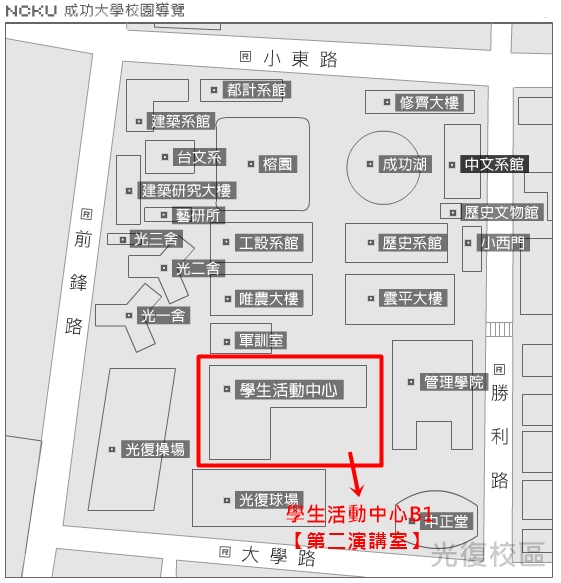 NCKU 成功大學校園導覽
R 小東路
都計系館
修齊大樓
建築系館
台文系
榕園
成功湖
中文系館
建築研究大樓
藝研所
歷史文物館
R 前鋒路
光三舍
工設系館
歷史系館
小西門
光二舍
唯農大樓
雲平大樓
光一舍
軍訓室
學生活動中心
管理學院
R 勝利路
光復操場
光復球場
學生活動中心B1
【第二演講室】
中正堂
R 大學路
光復校區